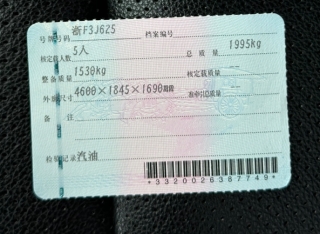 号牌号码 浙F3J625 档案编号
核定载人数 5人 总质量 1995kg
整备质量 1530kg 核定载质量 --
外廓尺寸 4600×1845×1690mm 准牵引总质量 --
备注
检验记录 汽油
*3320026387749*